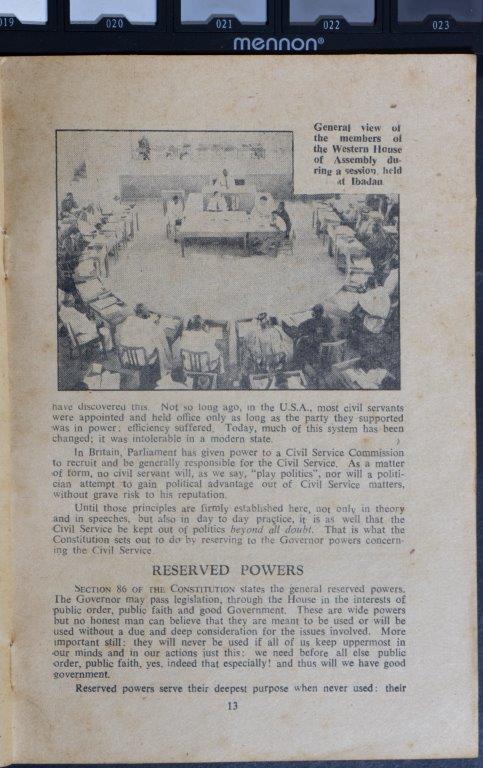 019
020
021
022
023
mennon®
General view of
the members of
the Western House
of Assembly du-
ring a session held
at Ibadan
have discovered this. Not so long ago, in the U.S.A., most civil servants
were appointed and held office only as long as the party they supported
was in power: efficiency suffered. Today, much of this system has been
changed; it was intolerable in a modern state.
In Britain, Parliament has given power to a Civil Service Commission
to recruit and be generally responsible for the Civil Service. As a matter
of form, no civil servant will, as we say, "play politics", nor will a politi-
cian attempt to gain political advantage out of Civil Service matters,
without grave risk to his reputation.
Until those principles are firmly established here, not only in theory
and in speeches, but also in day to day practice, it is as well that the
Civil Service be kept out of politics beyond all doubt. That is what the
Constitution sets out to do by reserving to the Governor powers concern-
ing the Civil Service.
RESERVED POWERS
SECTION 86 OF THE CONSTITUTION states the general reserved powers.
The Governor may pass legislation, through the House in the interests of
public order, public faith and good Government. These are wide powers
but no honest man can believe that they are meant to be used or will be
used without a due and deep consideration for the issues involved. More
important still: they will never be used if all of us keep uppermost in
our minds and in our actions just this: we need before all else public
order, public faith, yes, indeed that especially! and thus will we have good
government.
Reserved powers serve their deepest purpose when never used: their
13